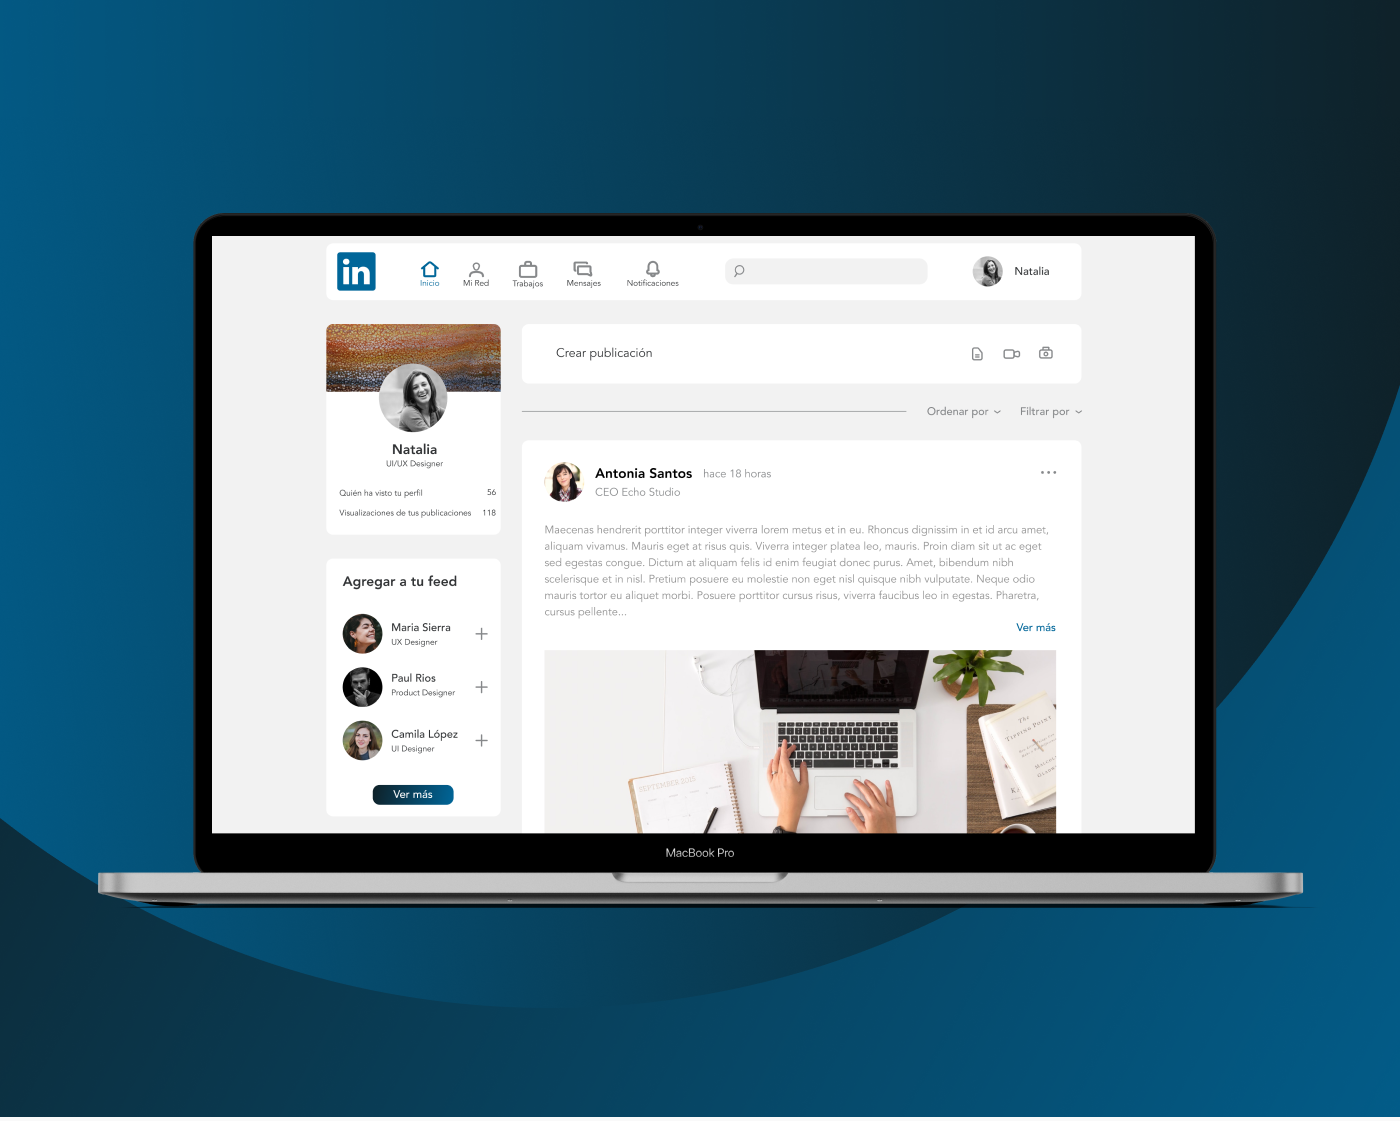 in
Inicio
Mi Red
Trabajos
Mensajes
Notificaciones
Natalia
Natalia
UI/UX Designer
Quién ha visto tu perfil 56
Visualizaciones de tus publicaciones 118
Agregar a tu feed
Maria Sierra
UX Designer
Paul Rios
Product Designer
Camila López
UI Designer
Ver más
Crear publicación
Ordenar por
Filtrar por
Antonia Santos hace 18 horas
CEO Echo Studio
Maecenas hendrerit porttitor integer viverra lorem metus et in eu. Rhoncus dignissim in et id arcu amet,
aliquam vivamus. Mauris eget at risus quis. Viverra integer platea leo, mauris. Proin diam sit ut ac eget
sed egestas congue. Dictum at aliquam felis id enim feugiat donec purus. Amet, bibendum nibh
scelerisque et in nisl. Pretium posuere eu molestie non eget nisl quisque nibh vulputate. Neque odio
mauris tortor eu aliquet morbi. Posuere porttitor cursus risus, viverra faucibus leo in egestas. Pharetra,
cursus pellente...
Ver más
SEPTEMBER 2015
The
TIPPING POINT
MacBook Pro